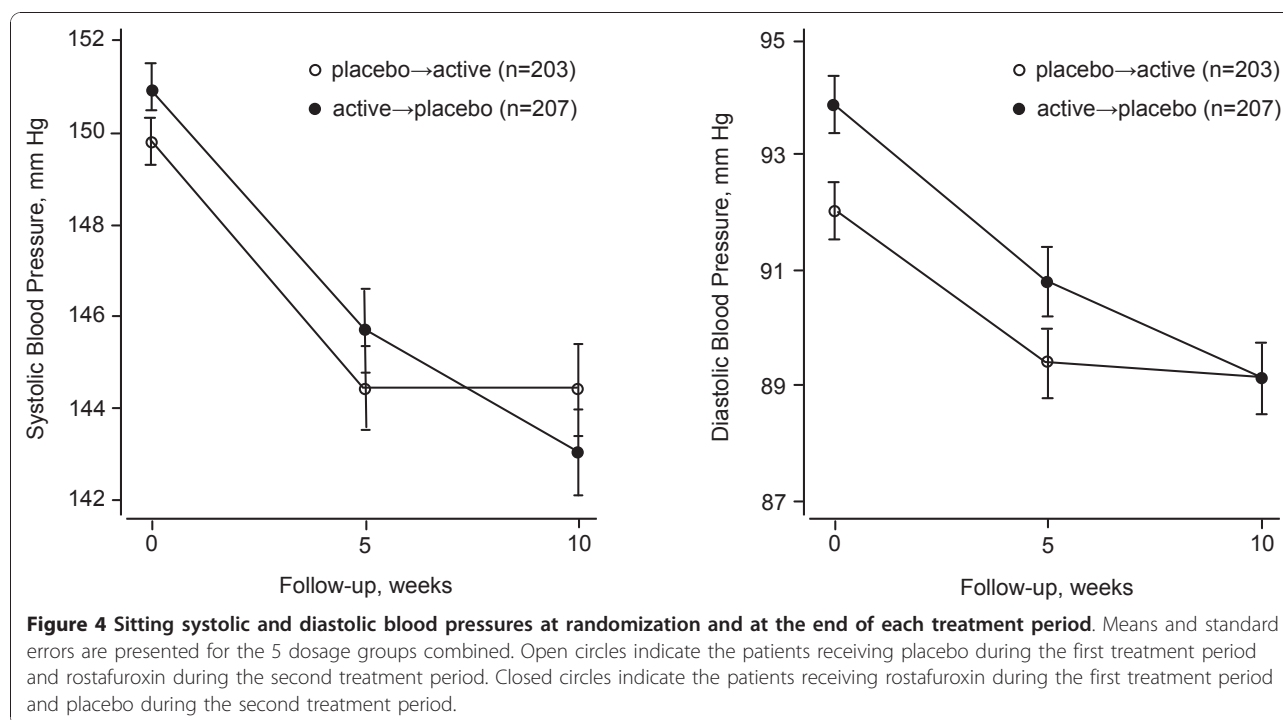 152
150
148
146
144
142
Systolic Blood Pressure, mm Hg
placebo→active (n=203)
active→placebo (n=207)
0
5
10
Follow-up, weeks
95
93
91
89
87
Diastolic Blood Pressure, mm Hg
placebo→active (n=203)
active→placebo (n=207)
0
5
10
Follow-up, weeks
Figure 4 Sitting systolic and diastolic blood pressures at randomization and at the end of each treatment period. Means and standard
errors are presented for the 5 dosage groups combined. Open circles indicate the patients receiving placebo during the first treatment period
and rostafuroxin during the second treatment period. Closed circles indicate the patients receiving rostafuroxin during the first treatment period
and placebo during the second treatment period.